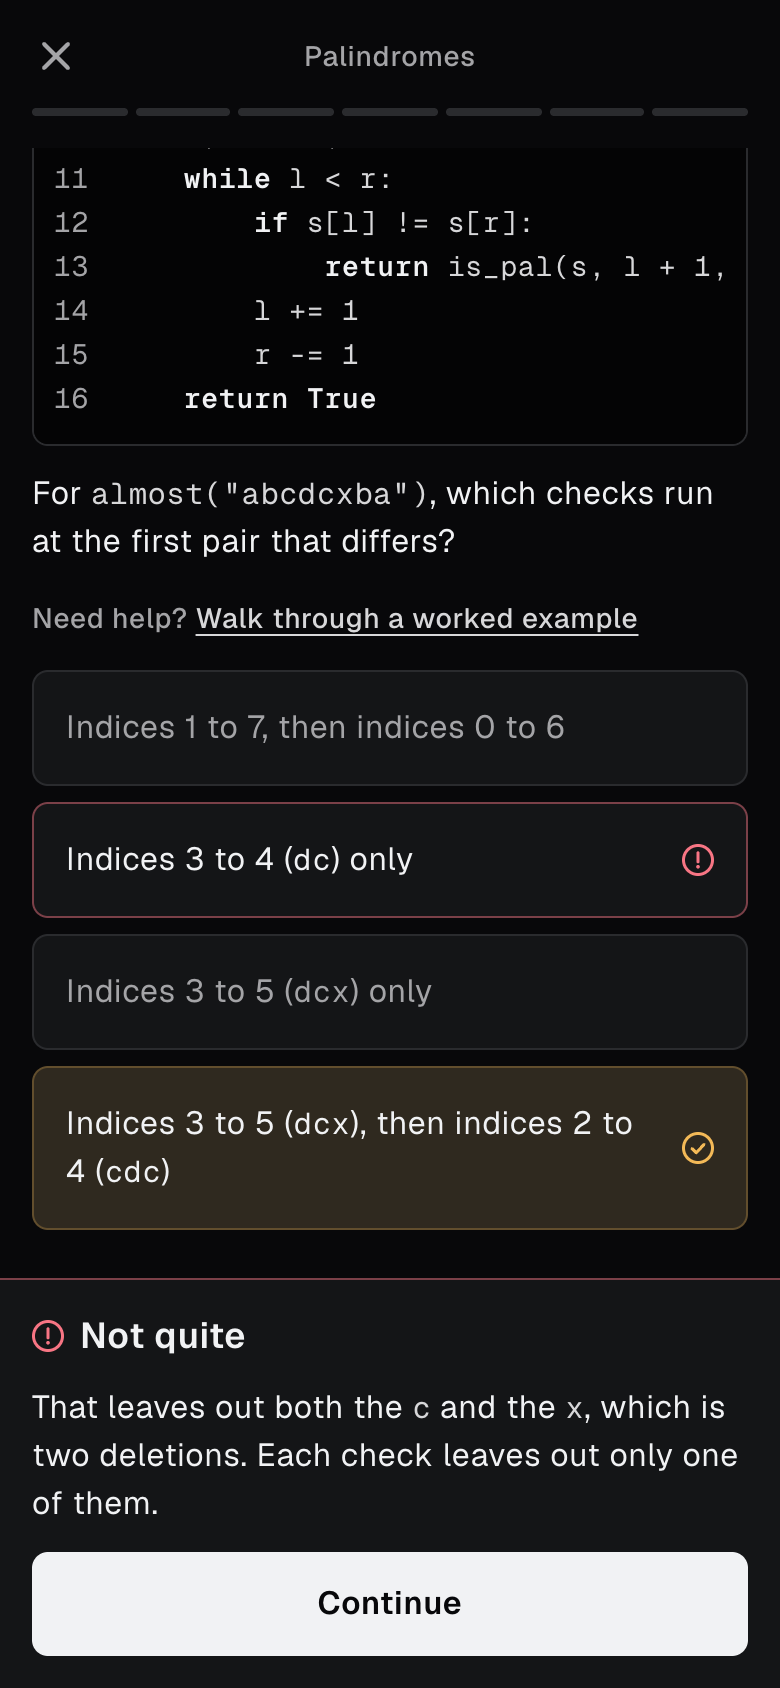 Palindromes
11 while l < r:
12 if s[l] != s[r]:
13 return is_pal(s, l + 1,
14 l += 1
15 r -= 1
16 return True
For almost("abcdcxba"), which checks run
at the first pair that differs?
Need help? Walk through a worked example
Indices 1 to 7, then indices 0 to 6
Indices 3 to 4 (dc) only
Indices 3 to 5 (dcx) only
Indices 3 to 5 (dcx), then indices 2 to
4 (cdc)
Not quite
That leaves out both the c and the x, which is
two deletions. Each check leaves out only one
of them.
Continue